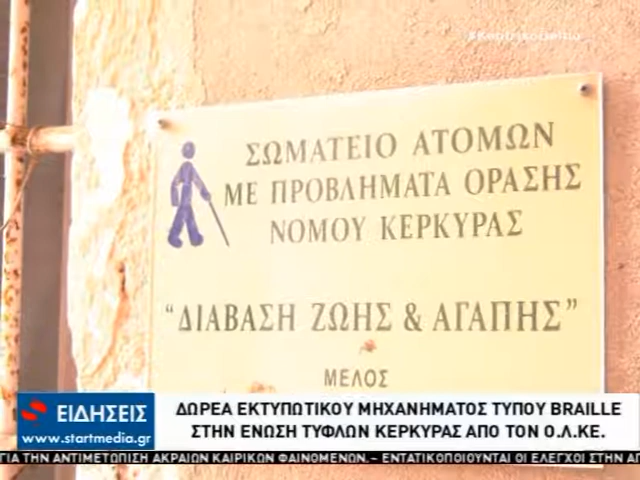 ΣΩΜΑΤΕΙΟ ΑΤΟΜΩΝ
ΜΕ ΠΡΟΒΛΗΜΑΤΑ ΟΡΑΣΗΣ
ΝΟΜΟΥ ΚΕΡΚΥΡΑΣ
“ΔΙΑΒΑΣΗ ΖΩΗΣ & ΑΓΑΠΗΣ”
ΜΕΛΟΣ
ΕΙΔΗΣΕΙΣ
www.startmedia.gr
ΔΩΡΕΑ ΕΚΤΥΠΩΤΙΚΟΥ ΜΗΧΑΝΗΜΑΤΟΣ ΤΥΠΟΥ BRAILLE
ΣΤΗΝ ΕΝΩΣΗ ΤΥΦΛΩΝ ΚΕΡΚΥΡΑΣ ΑΠΟ ΤΟΝ Ο.Λ.ΚΕ.
ΓΙΑ ΤΗΝ ΑΝΤΙΜΕΤΩΠΙΣΗ ΑΚΡΑΙΩΝ ΚΑΙΡΙΚΩΝ ΦΑΙΝΟΜΕΝΩΝ.– ΕΝΤΑΤΙΚΟΠΟΙΟΥΝΤΑΙ ΟΙ ΕΛΕΓΧΟΙ ΣΤΗΝ